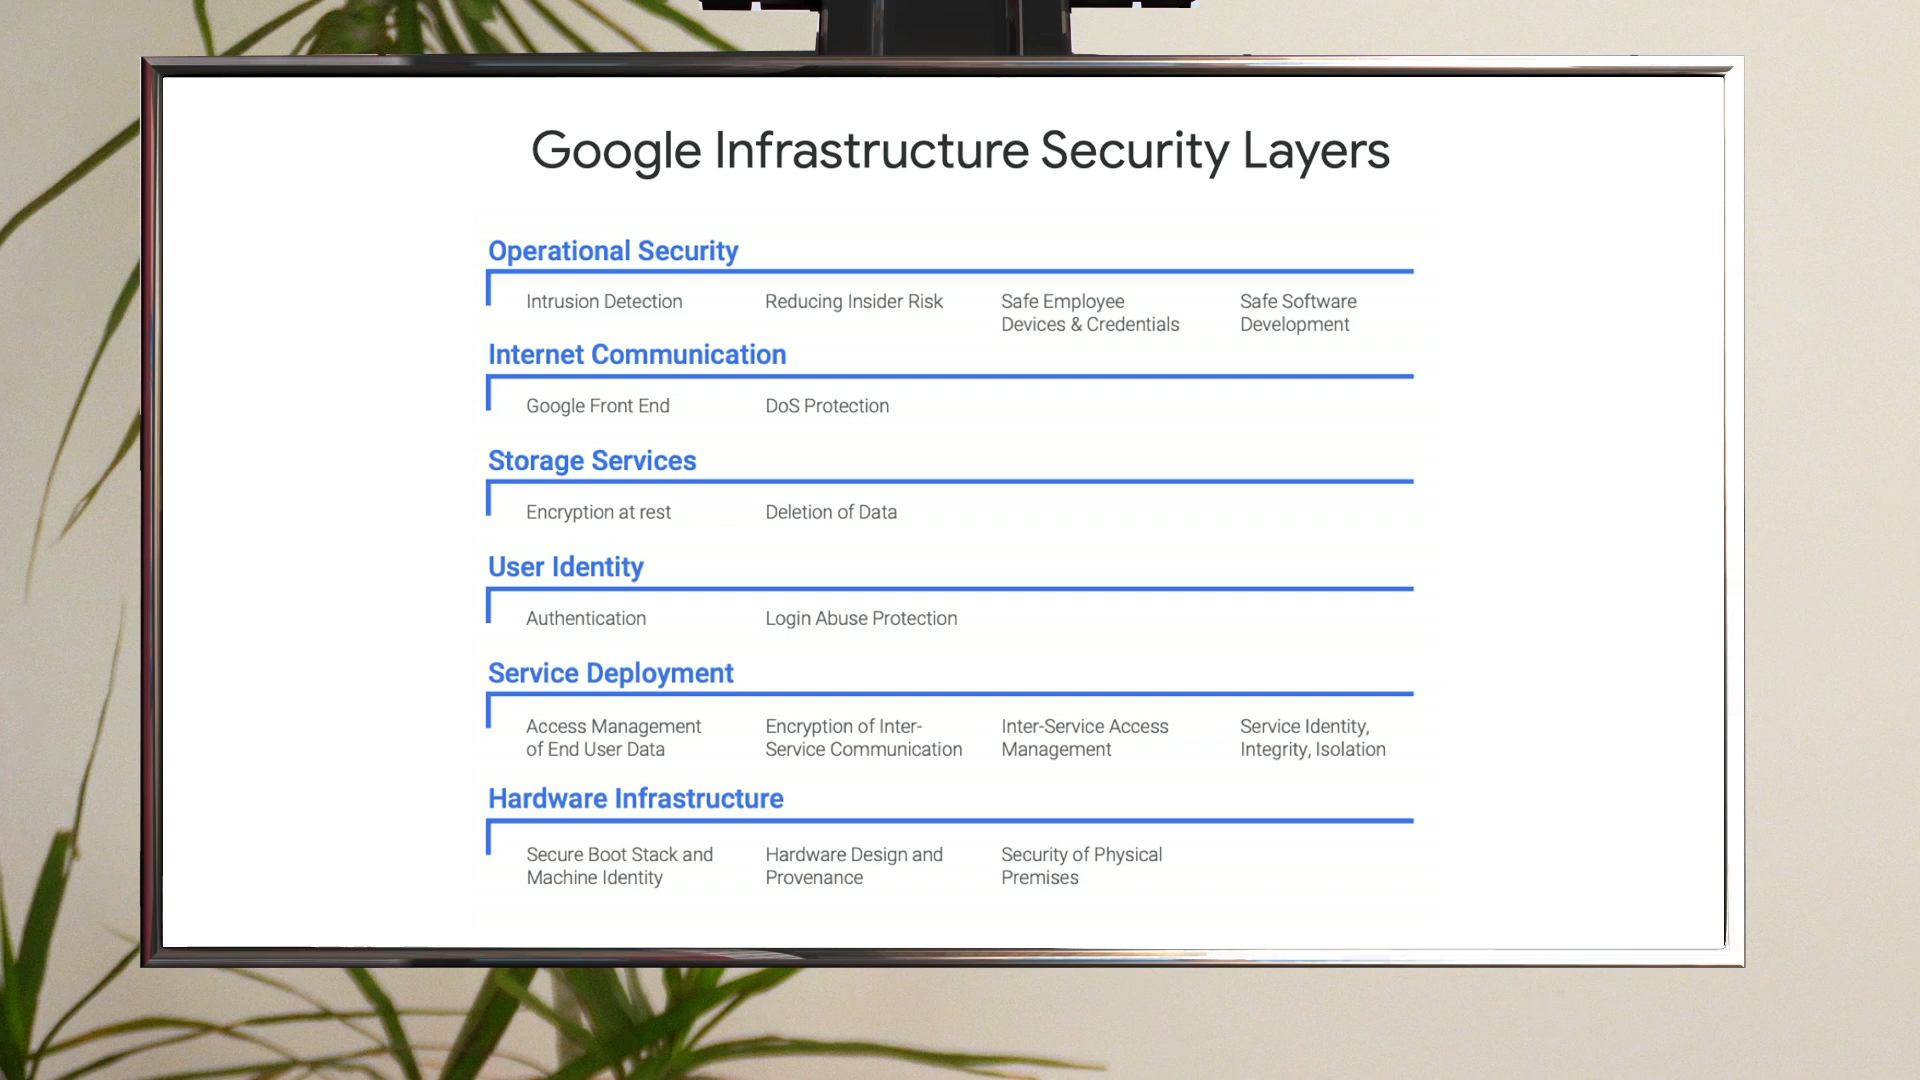 Google Infrastructure Security Layers
Operational Security
Intrusion Detection
Reducing Insider Risk
Safe Employee
Devices & Credentials
Safe Software
Development
Internet Communication
Google Front End
DoS Protection
Storage Services
Encryption at rest
Deletion of Data
User Identity
Authentication
Login Abuse Protection
Service Deployment
Access Management
of End User Data
Encryption of Inter-
Service Communication
Inter-Service Access
Management
Service Identity,
Integrity, Isolation
Hardware Infrastructure
Secure Boot Stack and
Machine Identity
Hardware Design and
Provenance
Security of Physical
Premises